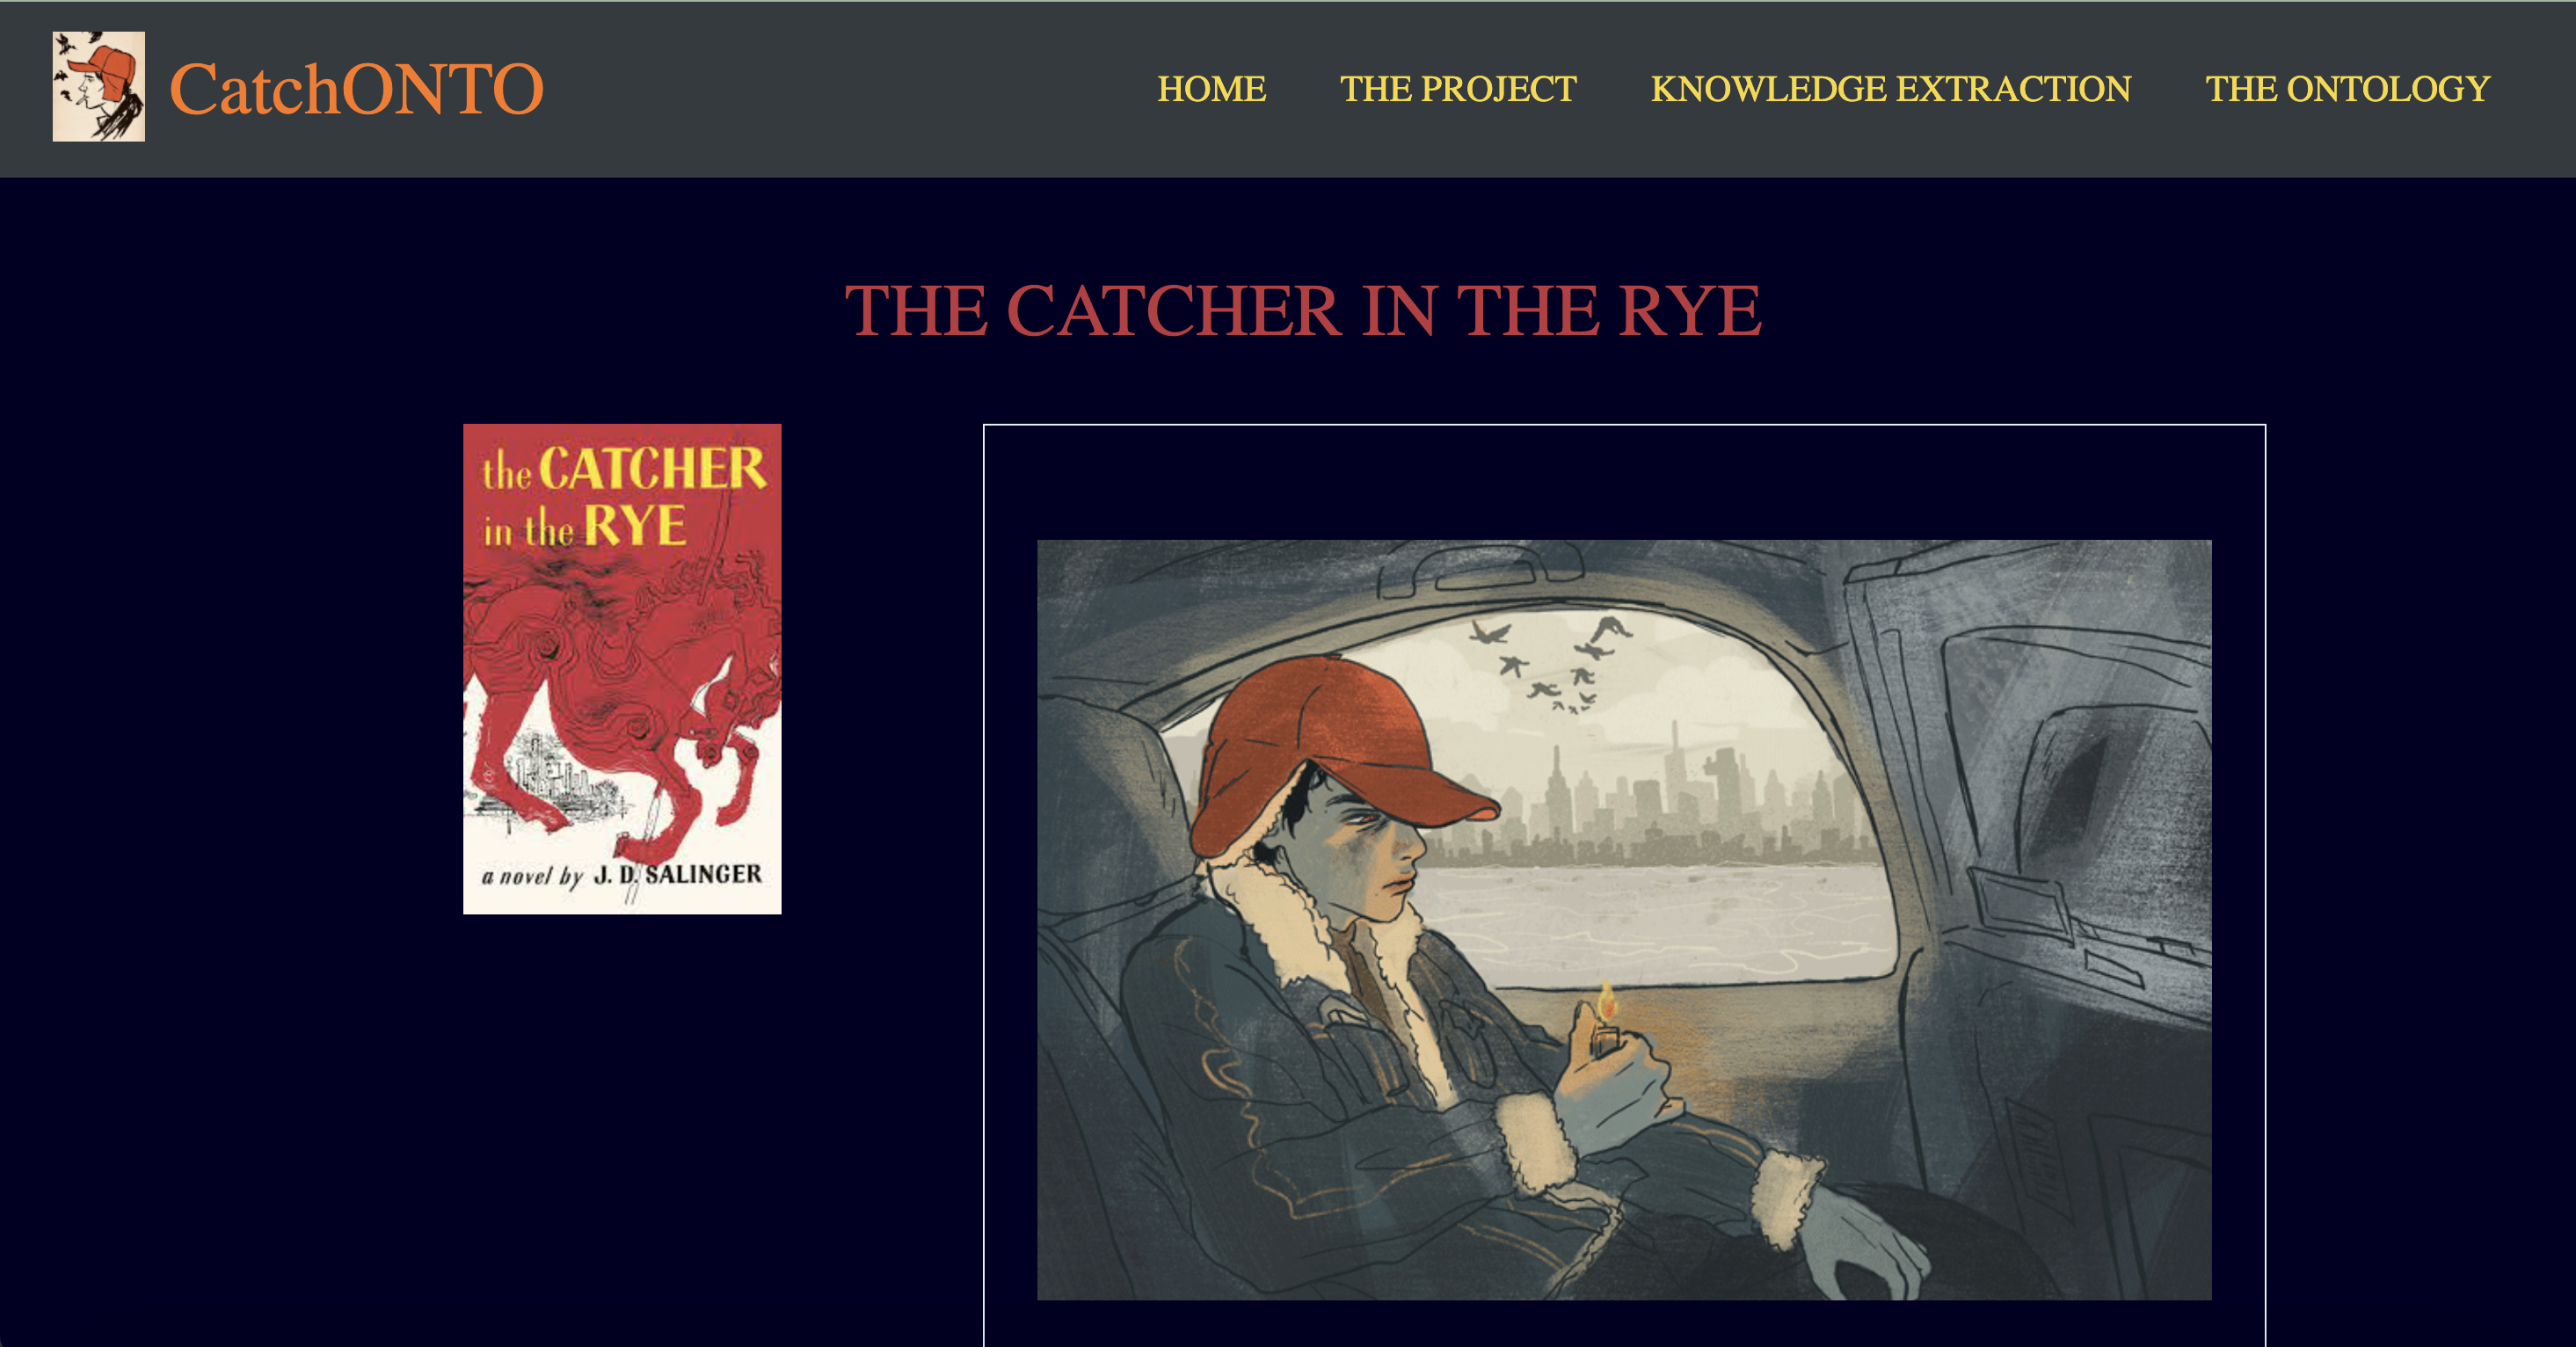 CatchONTO
HOME THE PROJECT KNOWLEDGE EXTRACTION THE ONTOLOGY
THE CATCHER IN THE RYE
the CATCHER
in the RYE
a novel by J. D. SALINGER